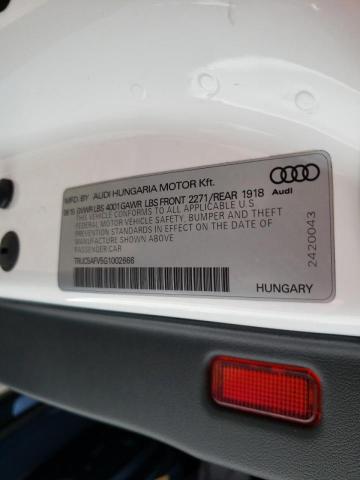 MFD. BY AUDI HUNGARIA MOTOR Kft.
08/15 GVWR LBS 4001 GAWR LBS FRONT 2271/REAR 1918
THIS VEHICLE CONFORMS TO ALL APPLICABLE U.S.
FEDERAL MOTOR VEHICLE SAFETY, BUMPER AND THEFT
PREVENTION STANDARDS IN EFFECT ON THE DATE OF
MANUFACTURE SHOWN ABOVE
PASSENGER CAR
TRUC5AFV5G1002666
Audi
2420043
HUNGARY